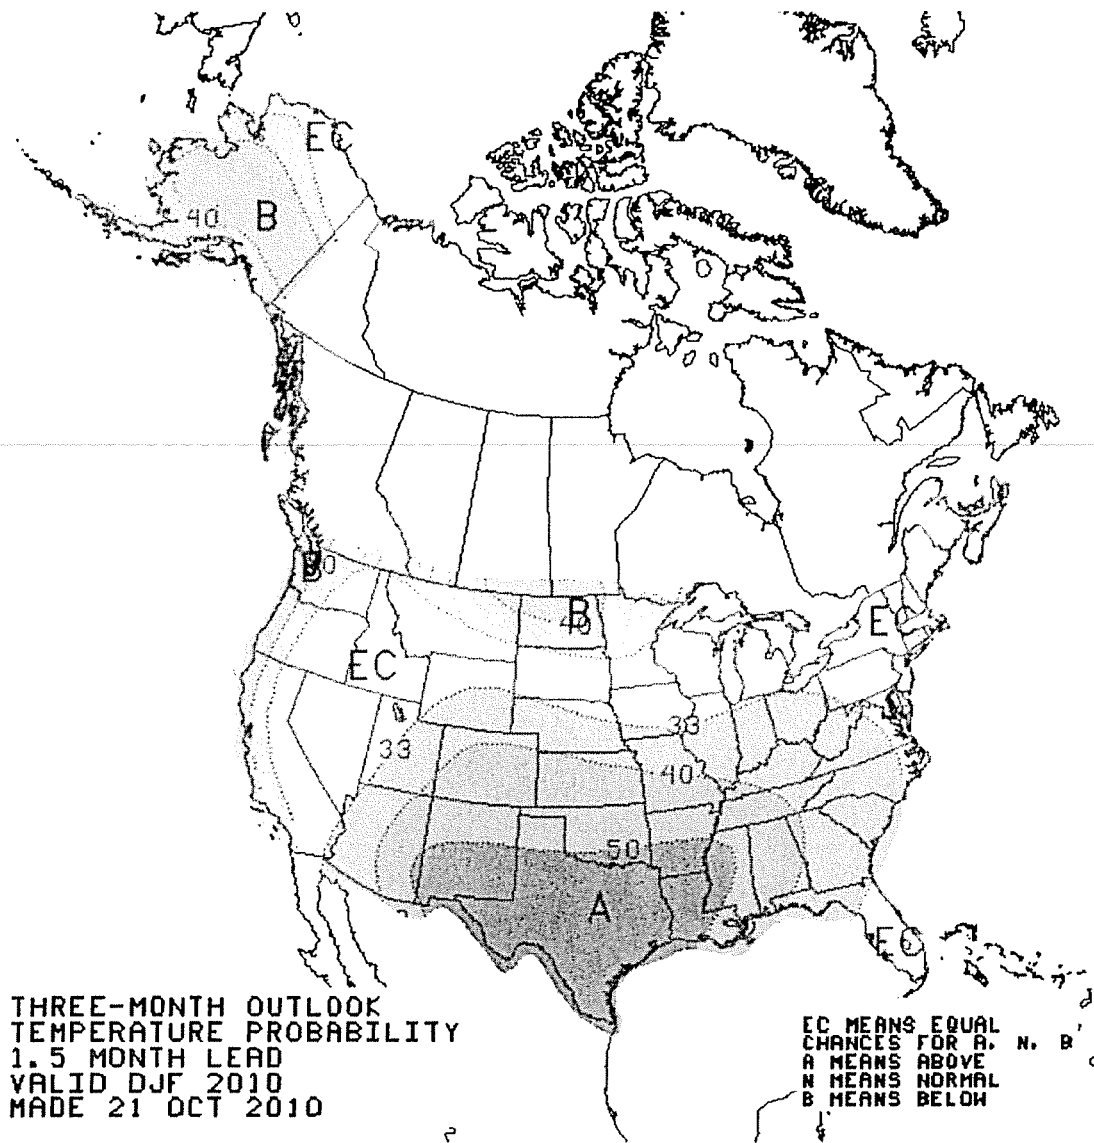 EC
B
40
B
B
40
EC
EC
33
33
40
50
A
EC
THREE-MONTH OUTLOOK
TEMPERATURE PROBABILITY
1.5 MONTH LEAD
VALID DJF 2010
MADE 21 OCT 2010
EC MEANS EQUAL
CHANCES FOR A, N, B
A MEANS ABOVE
N MEANS NORMAL
B MEANS BELOW